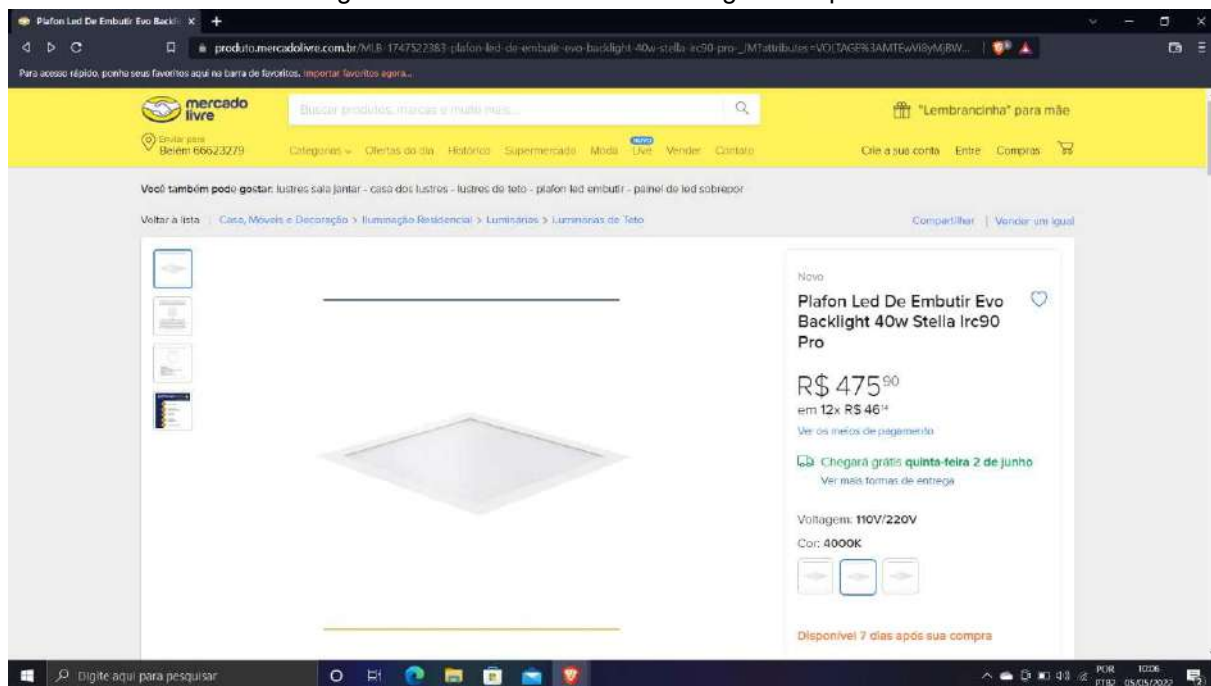 Plafon Led De Embutir Evo Backli
produto.mercadolivre.com.br/MLB-1747522383-plafon-led-de-embutir-evo-backlight-40w-stella-irc90-pro-_JM?attributes=VOLTAGE%3AMTEwVi8yMjBW...
Para acesso rápido, ponha seus favoritos aqui na barra de favoritos. Importar favoritos agora...
mercado
livre
Buscar produtos, marcas e muito mais...
"Lembrancinha" para mãe
Enviar para
Belém 66623279
NOVO
Categorias Ofertas do dia Histórico Supermercado Moda Live Vender Contato
Crie a sua conta Entre Compras
Você também pode gostar: lustres sala jantar - casa dos lustres - lustres de teto - plafon led embutir - painel de led sobrepor
Voltar à lista | Casa, Móveis e Decoração > Iluminação Residencial > Luminárias > Luminárias de Teto
Compartilhar | Vender um igual
Novo
Plafon Led De Embutir Evo
Backlight 40w Stella Irc90
Pro
R$ 475 90
em 12x R$ 46 14
Ver os meios de pagamento
Chegará grátis quinta-feira 2 de junho
Ver mais formas de entrega
Voltagem: 110V/220V
Cor: 4000K
Disponível 7 dias após sua compra
Digite aqui para pesquisar
POR
PTB2
10:06
05/05/2022